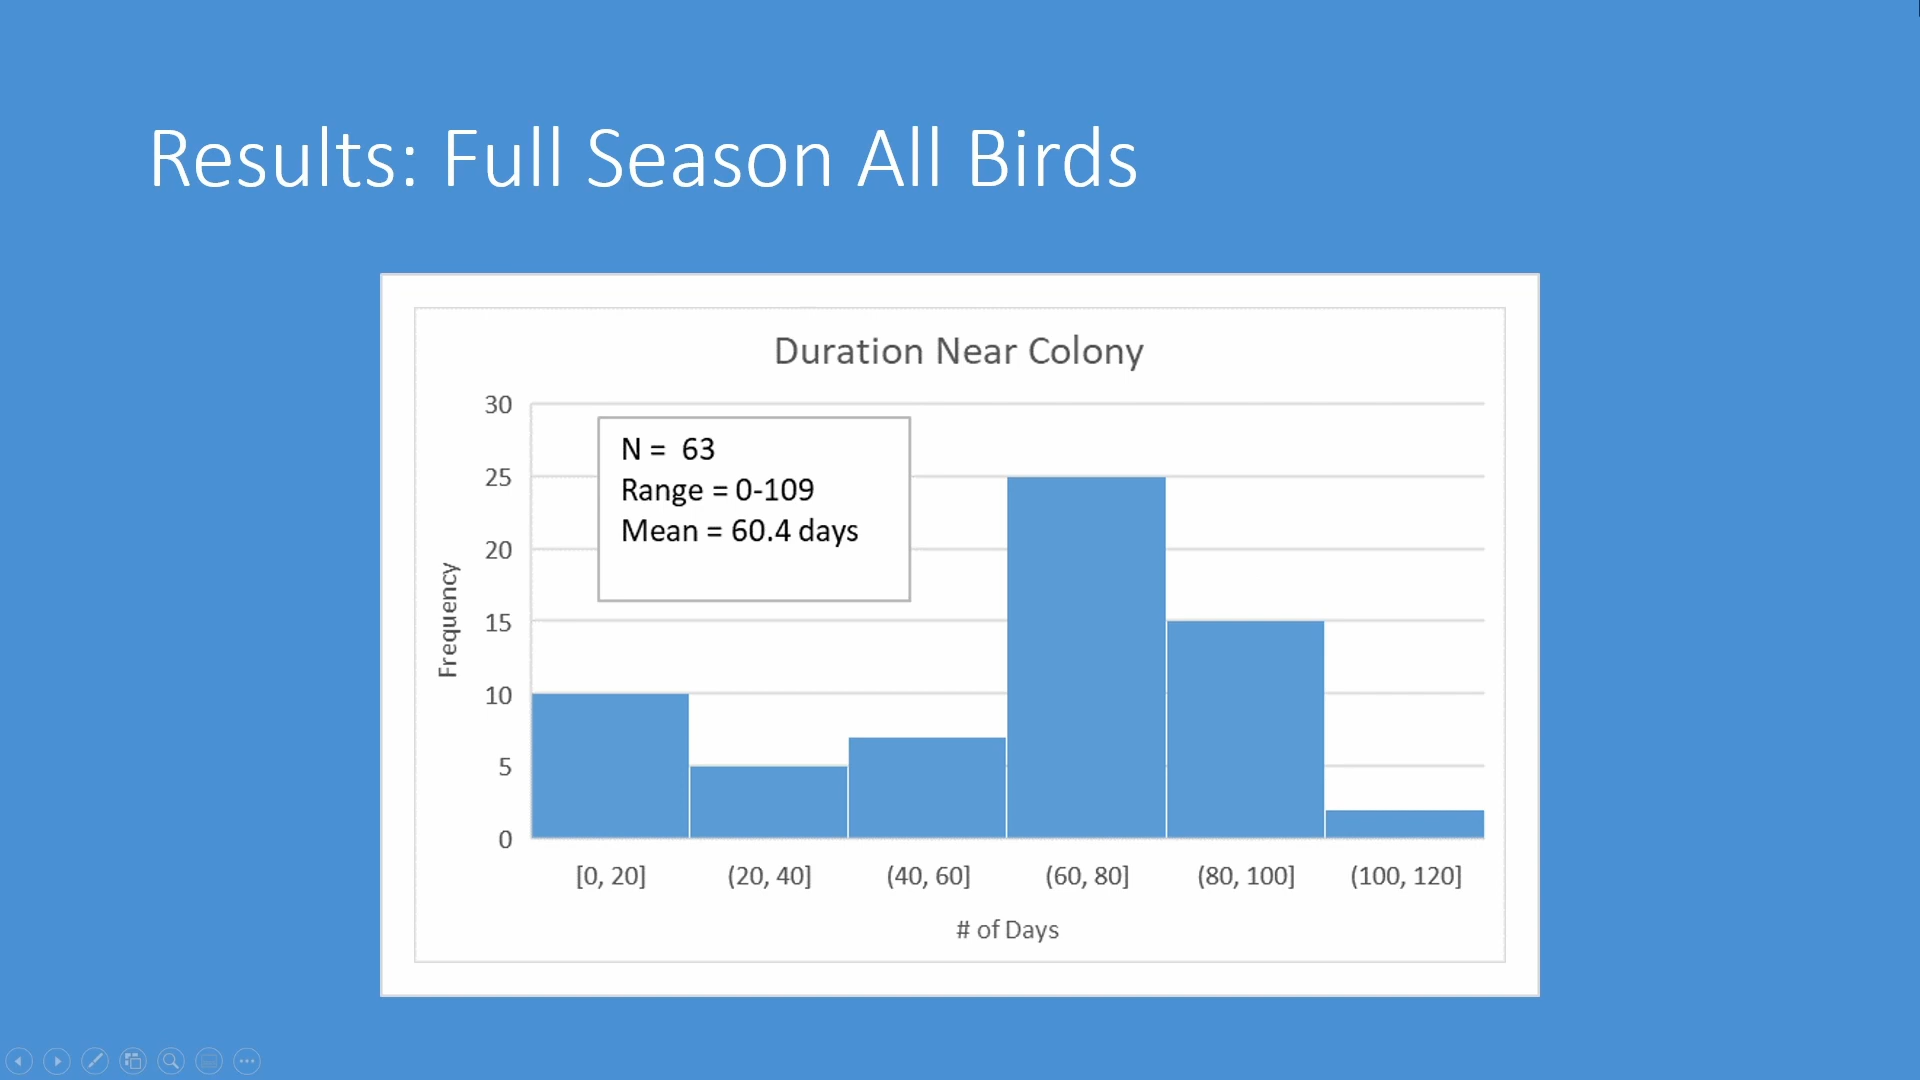 Results: Full Season All Birds
Duration Near Colony
N =  63
Range = 0-109
Mean = 60.4 days
Frequency
30
25
20
15
10
5
0
[0, 20]
(20, 40]
(40, 60]
(60, 80]
(80, 100]
(100, 120]
# of Days